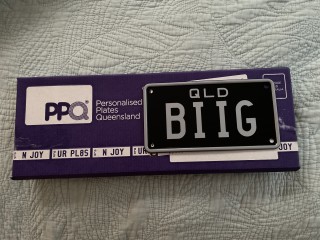 PPQ
Personalised
Plates
Queensland
QLD
BIIG
N JOY UR PL8S N JOY JOY